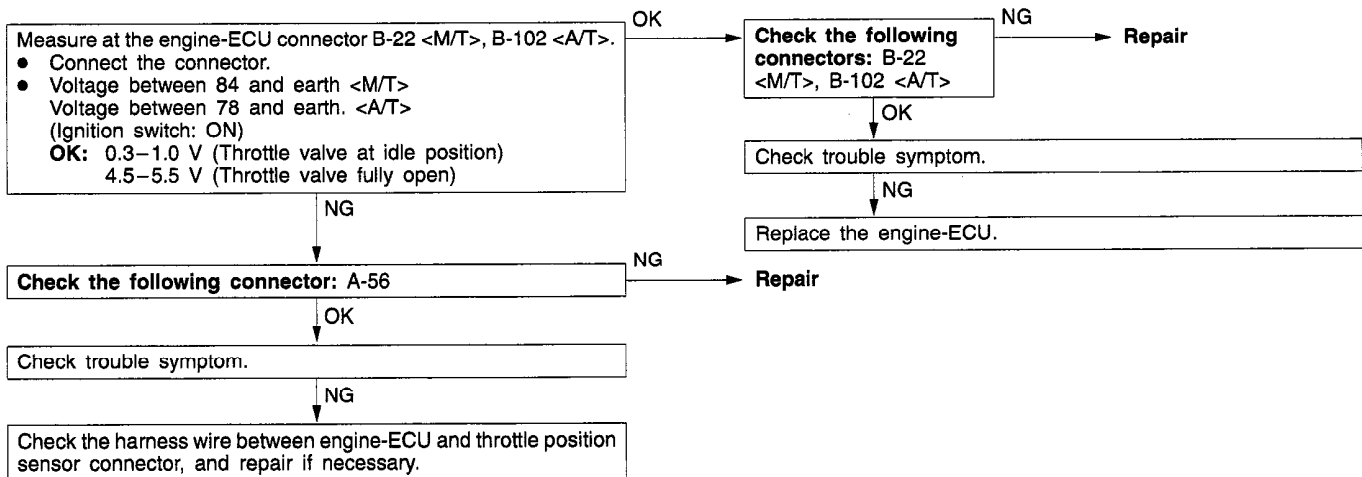 Measure at the engine-ECU connector B-22 <M/T>, B-102 <A/T>.
● Connect the connector.
● Voltage between 84 and earth <M/T>
Voltage between 78 and earth. <A/T>
(Ignition switch: ON)
OK: 0.3–1.0 V (Throttle valve at idle position)
4.5–5.5 V (Throttle valve fully open)
OK
Check the following
connectors: B-22
<M/T>, B-102 <A/T>
NG
Repair
OK
Check trouble symptom.
NG
Replace the engine-ECU.
NG
Check the following connector: A-56
NG
Repair
OK
Check trouble symptom.
NG
Check the harness wire between engine-ECU and throttle position
sensor connector, and repair if necessary.